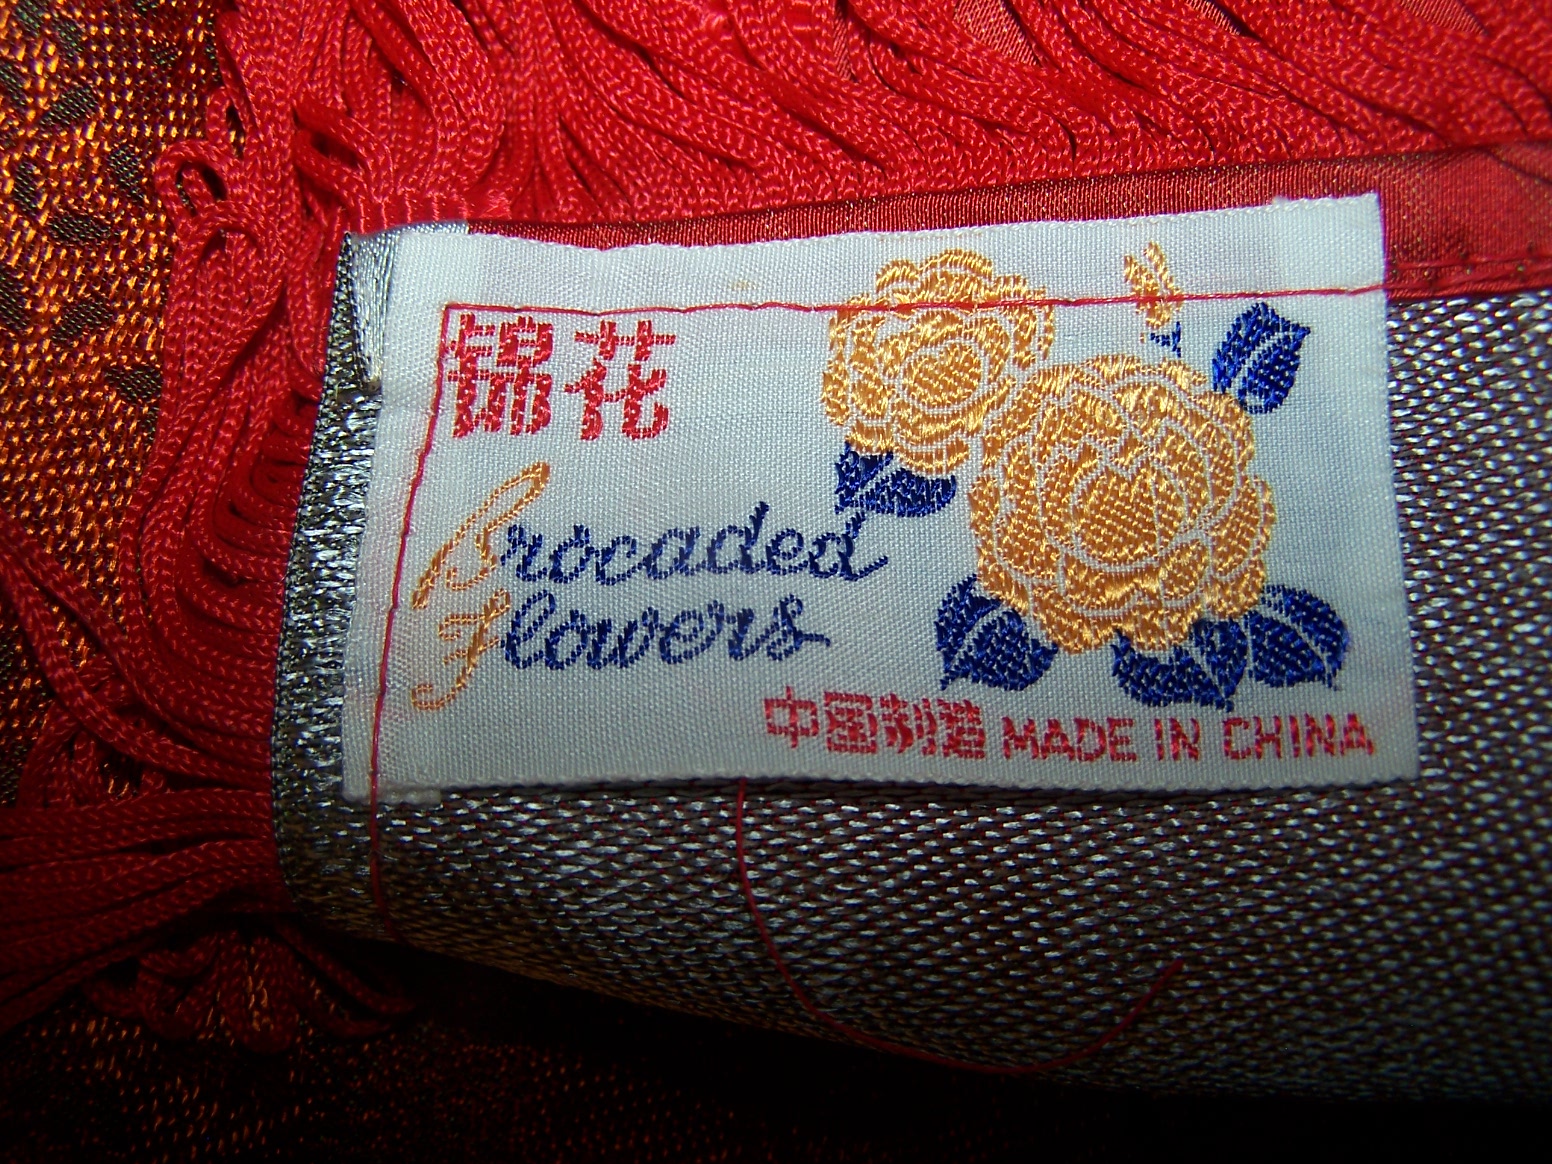 锦花
Brocaded
Flowers
中国制造 MADE IN CHINA